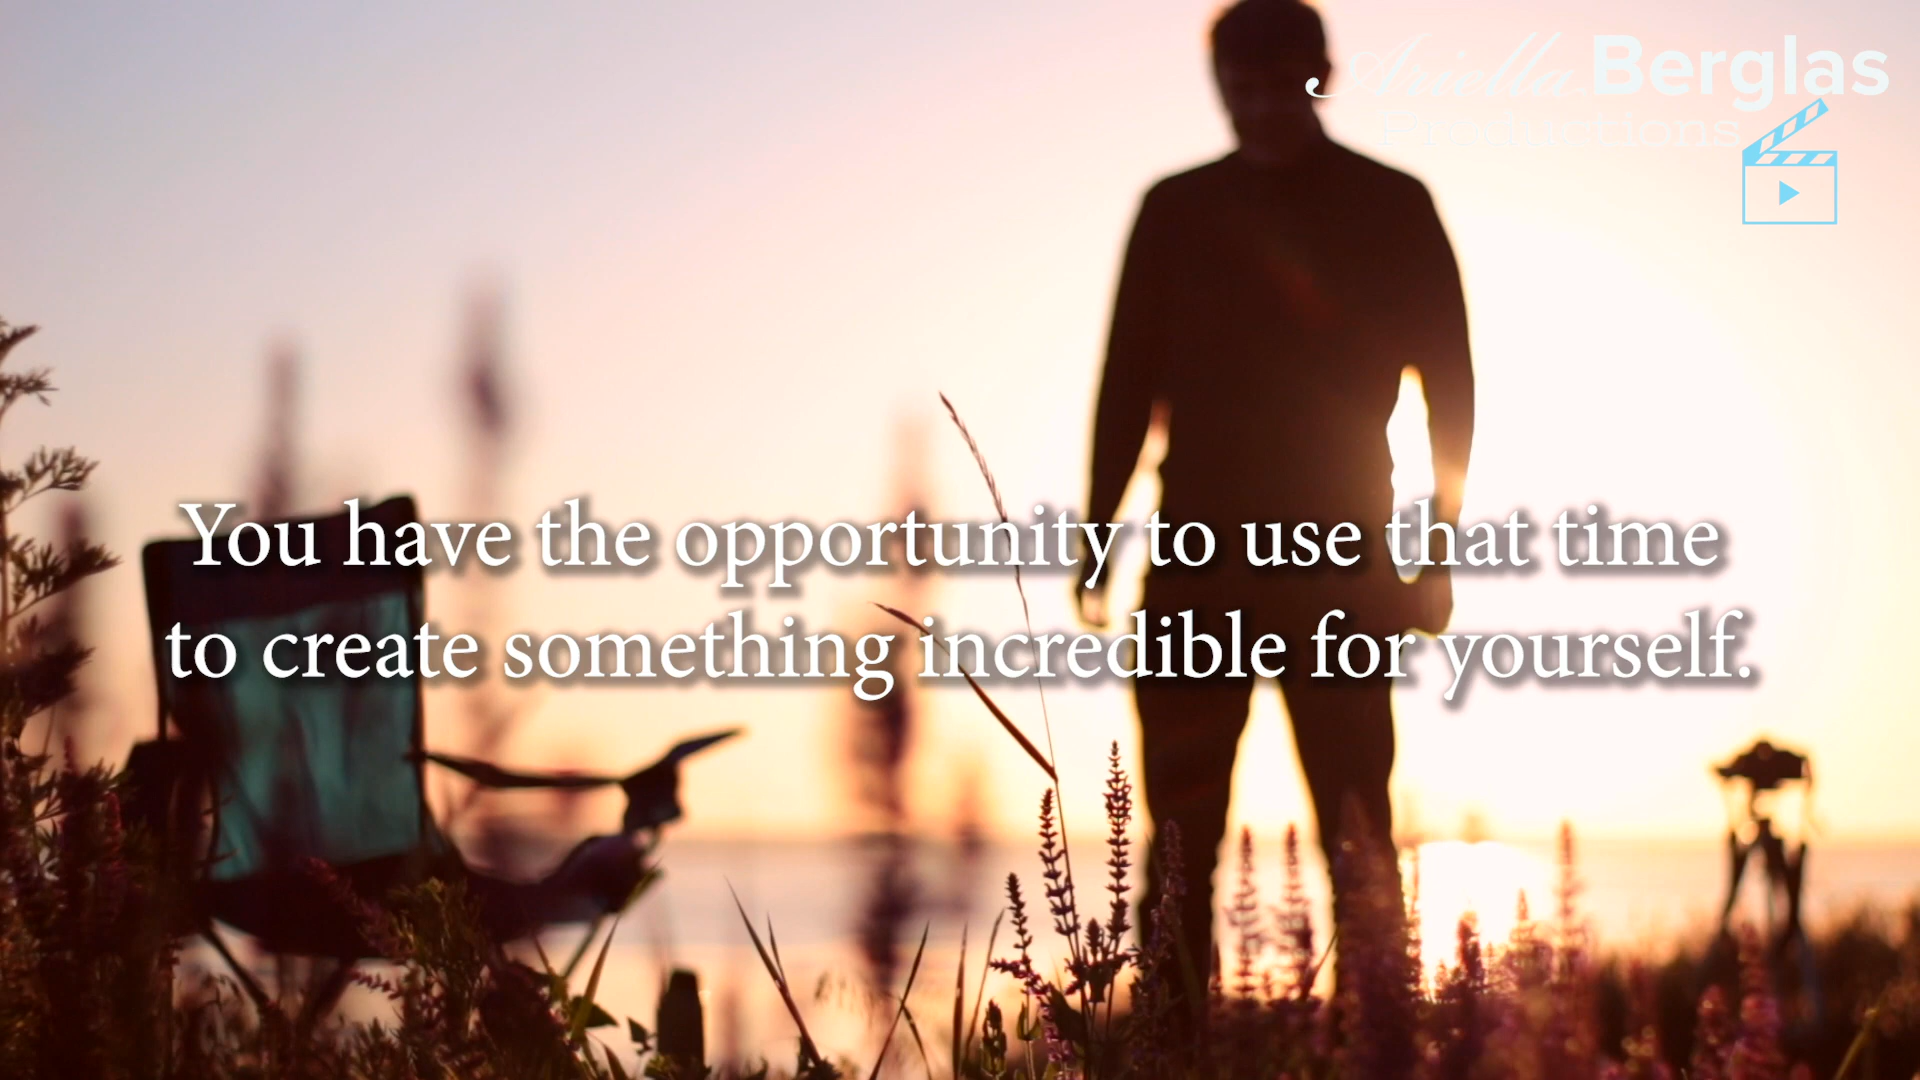 Ariella Berglas
Productions
You have the opportunity to use that time
to create something incredible for yourself.